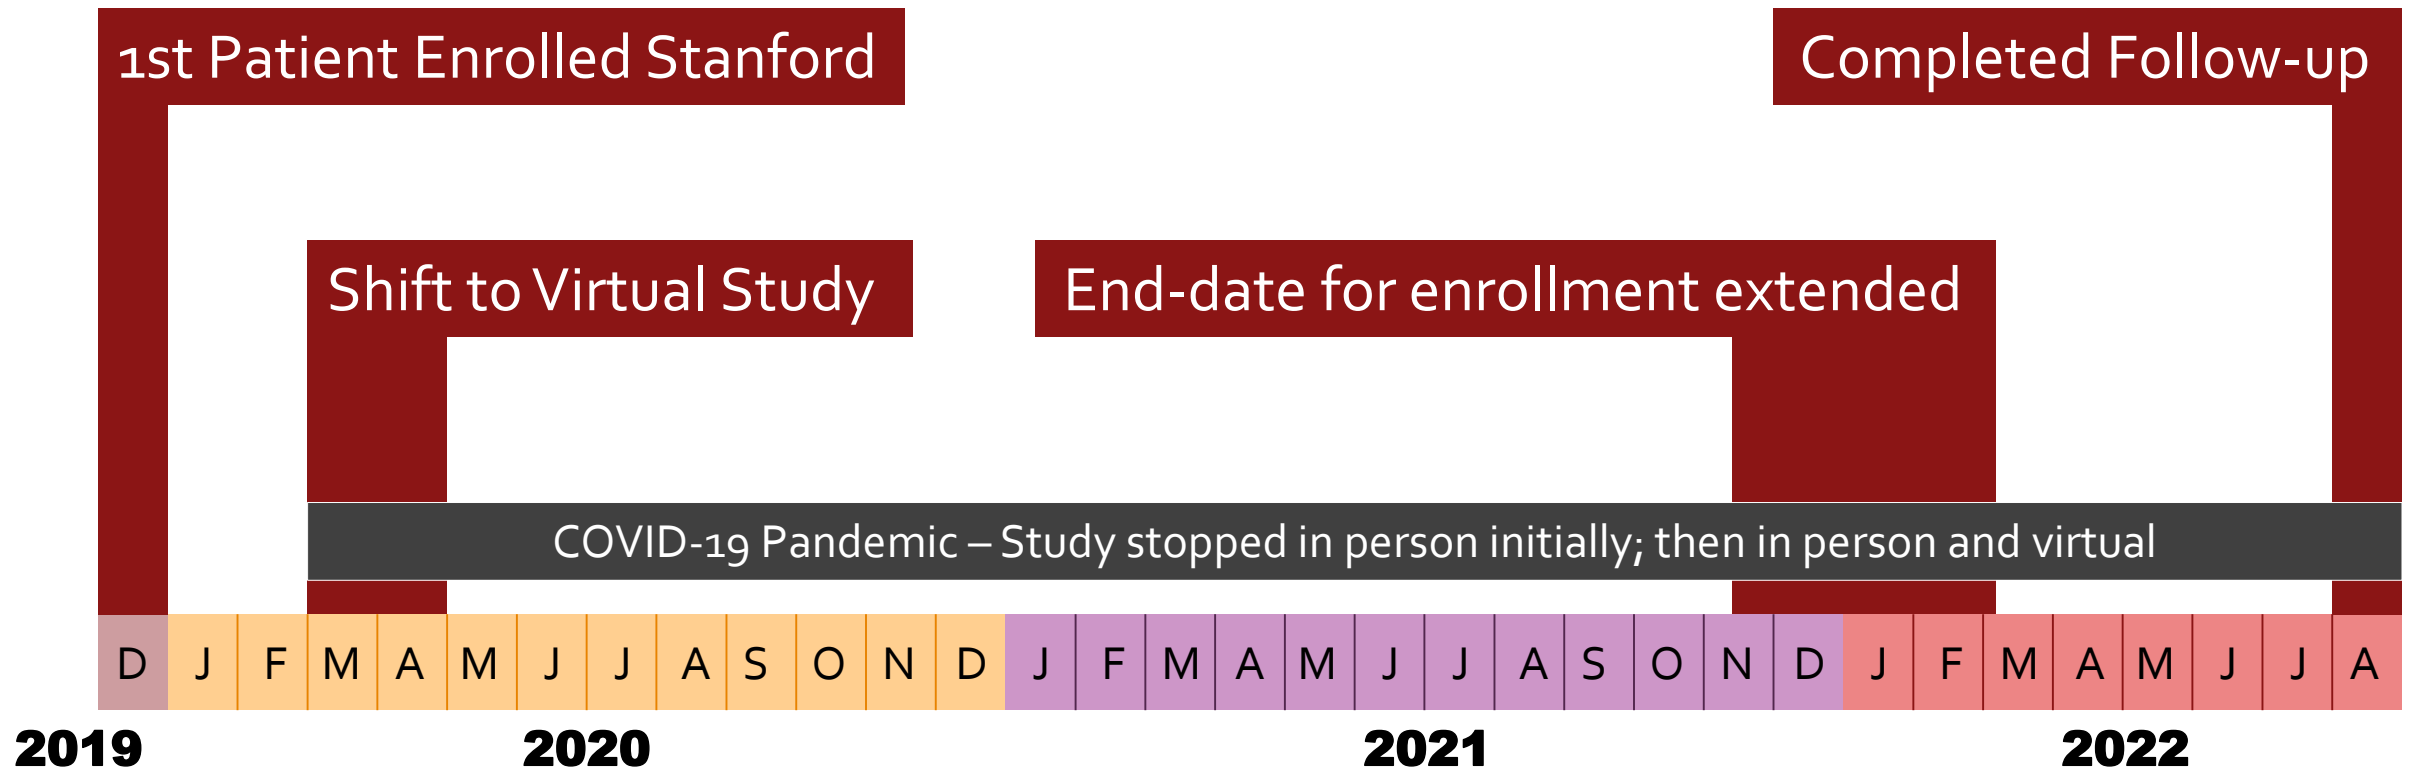 1st Patient Enrolled Stanford
Completed Follow-up
Shift to Virtual Study
End-date for enrollment extended
COVID-19 Pandemic – Study stopped in person initially; then in person and virtual
D J F M A M J J A S O N D J F M A M J J A S O N D J F M A M J J A
2019 2020 2021 2022